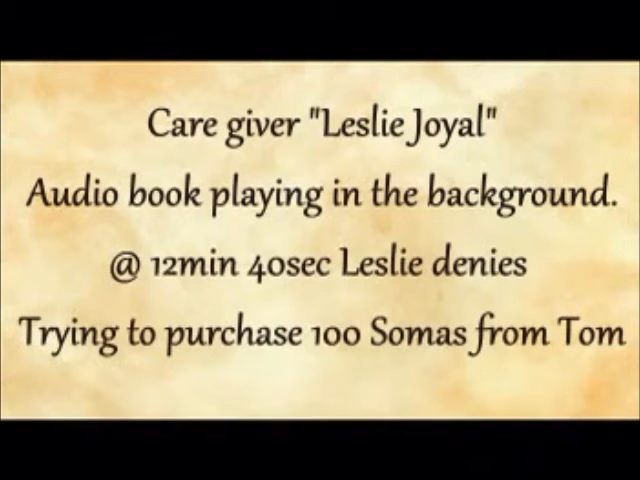 Care giver "Leslie Joyal"
Audio book playing in the background.
@ 12min 40sec Leslie denies
Trying to purchase 100 Somas from Tom